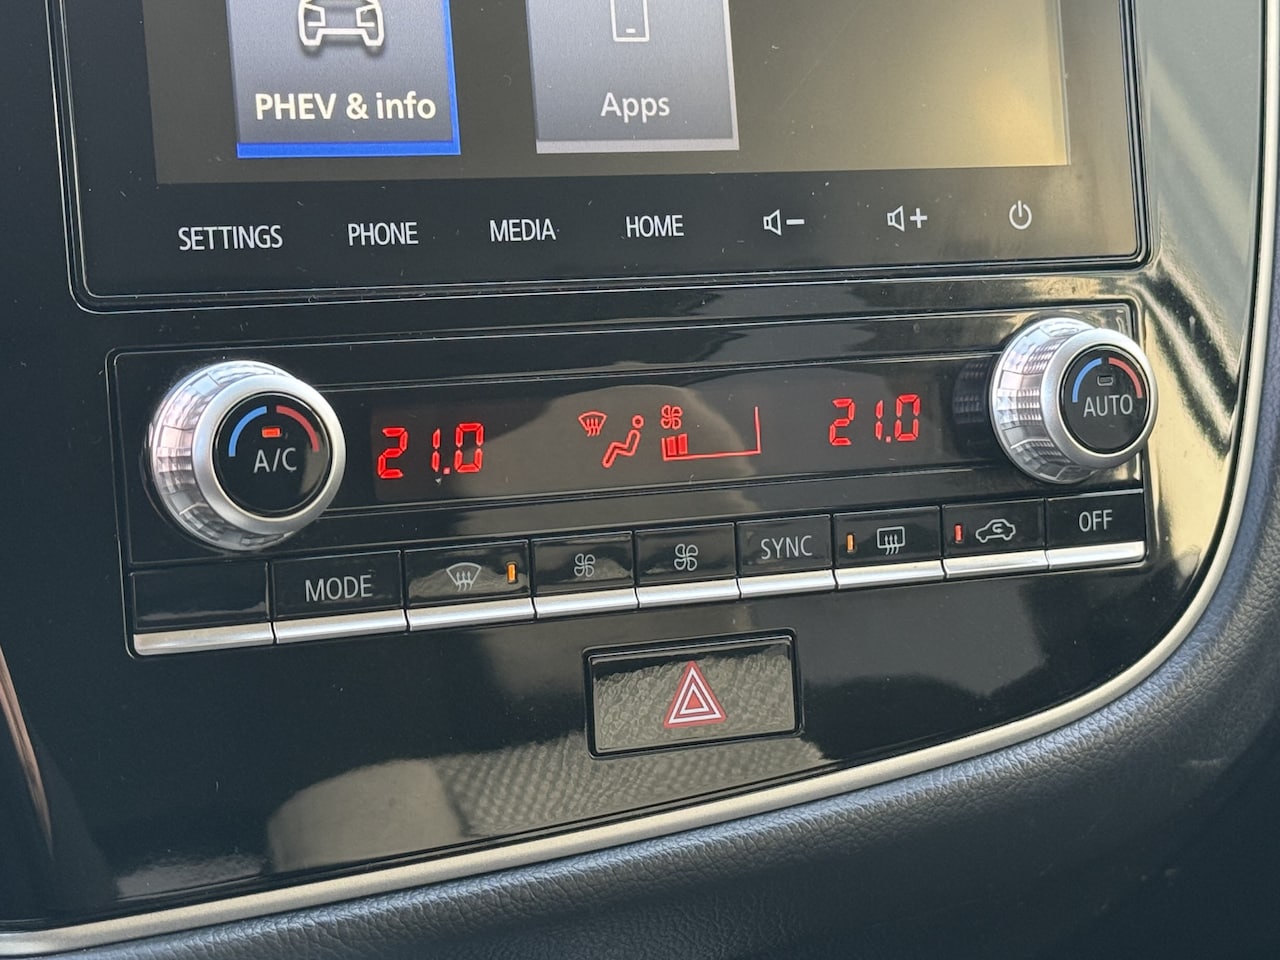 PHEV & info
Apps
SETTINGS
PHONE
MEDIA
HOME
A/C
21.0
21.0
AUTO
MODE
SYNC
OFF